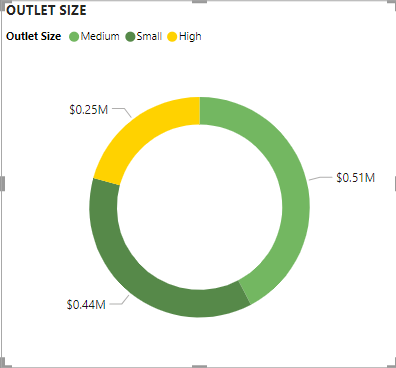 OUTLET SIZE
Outlet Size Medium Small High
$0.25M
$0.51M
$0.44M